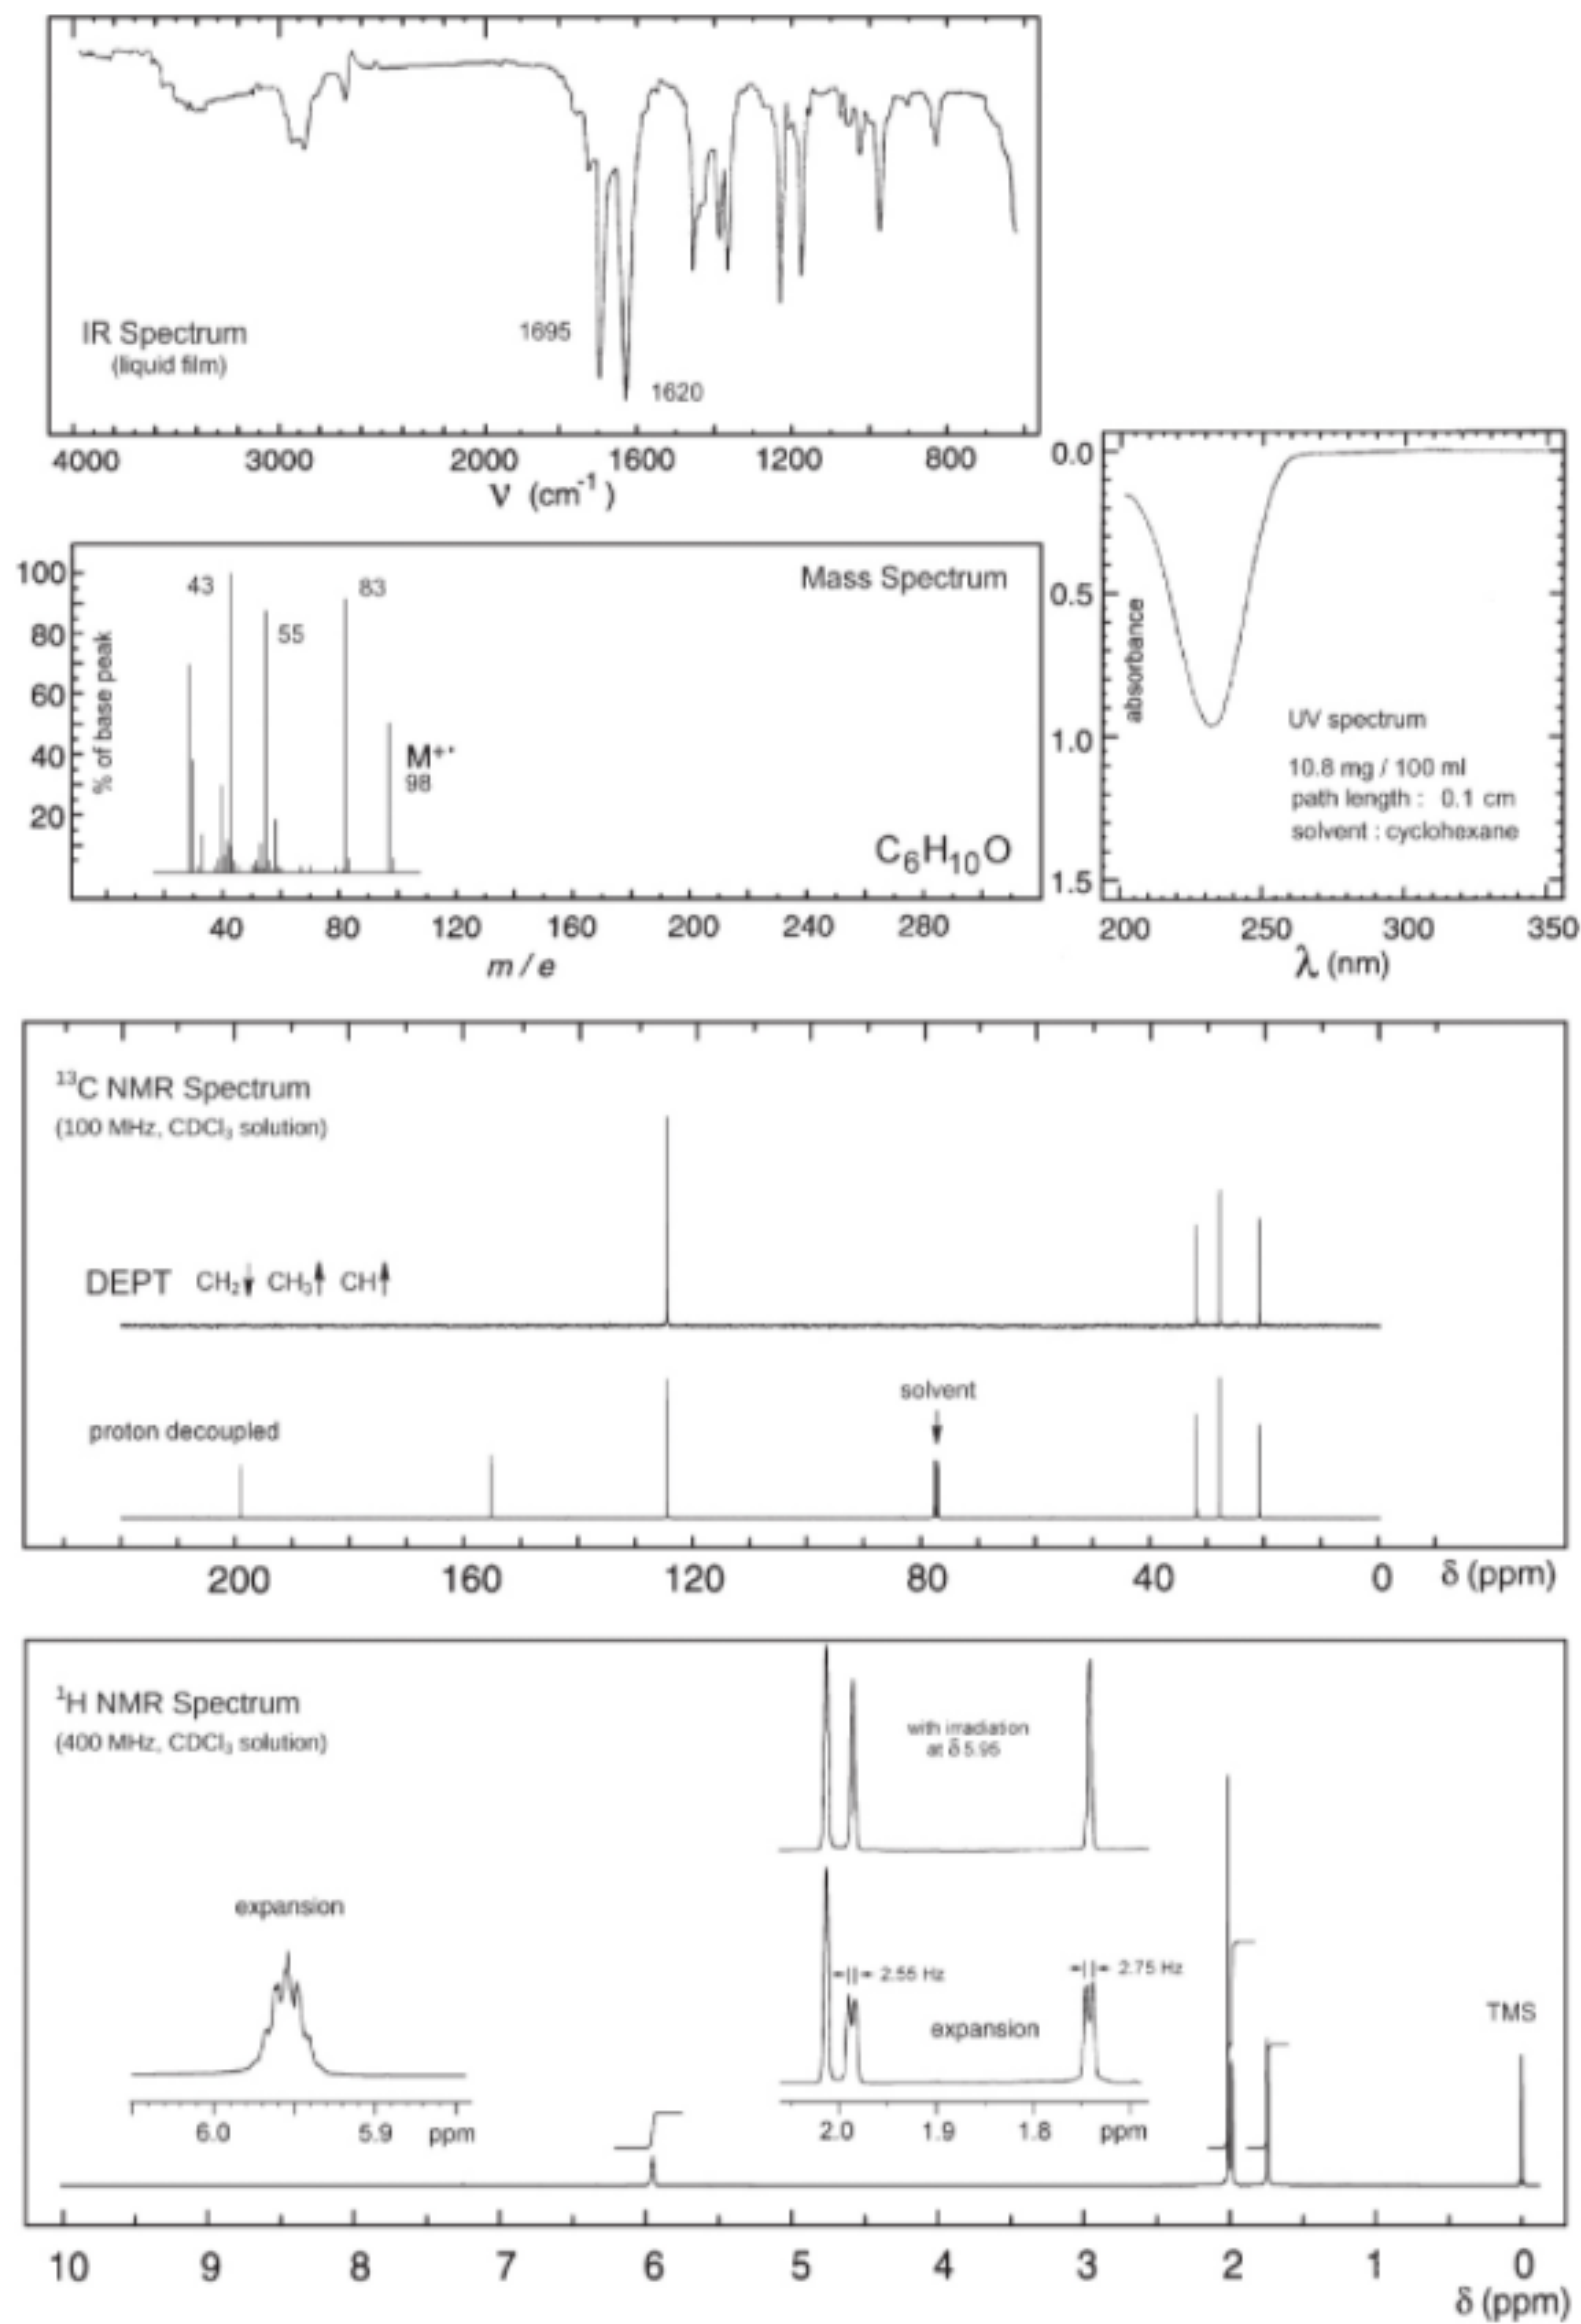 IR Spectrum
(liquid film)
1695
1620
4000 3000 2000 1600 1200 800
ν (cm⁻¹)
100
80
60
40
20
% of base peak
43
55
83
M⁺·
98
Mass Spectrum
C₆H₁₀O
40 80 120 160 200 240 280
m / e
0.0
0.5
1.0
1.5
absorbance
UV spectrum
10.8 mg / 100 ml
path length : 0.1 cm
solvent : cyclohexane
200 250 300 350
λ (nm)
¹³C NMR Spectrum
(100 MHz, CDCl₃ solution)
DEPT CH₂↓ CH₃↑ CH↑
solvent
proton decoupled
200 160 120 80 40 0 δ (ppm)
¹H NMR Spectrum
(400 MHz, CDCl₃ solution)
with irradiation
at δ 5.95
expansion
2.55 Hz
2.75 Hz
expansion
TMS
6.0 5.9 ppm
2.0 1.9 1.8 ppm
10 9 8 7 6 5 4 3 2 1 0
δ (ppm)